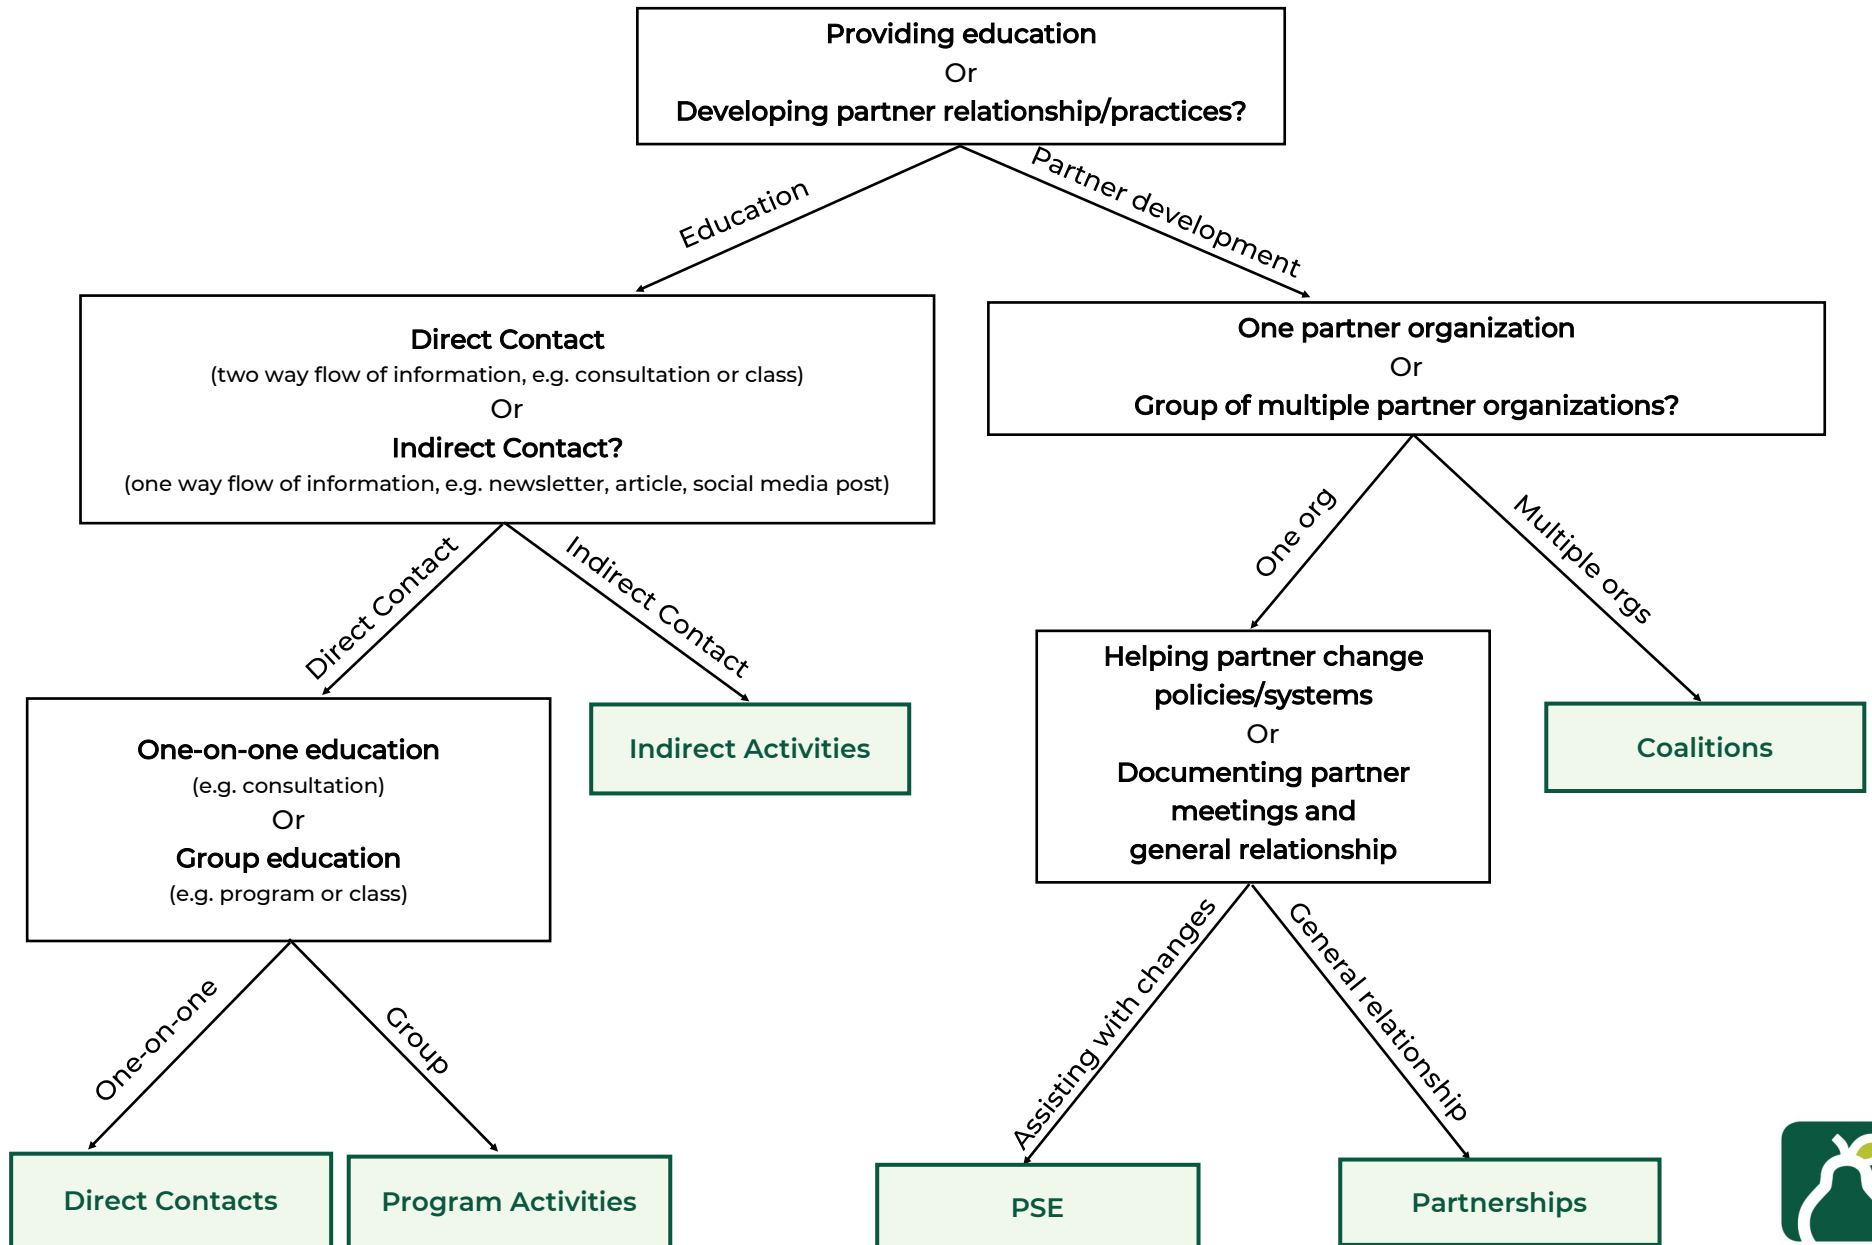 Providing education
Or
Developing partner relationship/practices?
Education
Partner development
Direct Contact
(two way flow of information, e.g. consultation or class)
Or
Indirect Contact?
(one way flow of information, e.g. newsletter, article, social media post)
One partner organization
Or
Group of multiple partner organizations?
Direct Contact
Indirect Contact
One org
Multiple orgs
One-on-one education
(e.g. consultation)
Or
Group education
(e.g. program or class)
Indirect Activities
Helping partner change
policies/systems
Or
Documenting partner
meetings and
general relationship
Coalitions
One-on-one
Group
Assisting with changes
General relationship
Direct Contacts
Program Activities
PSE
Partnerships